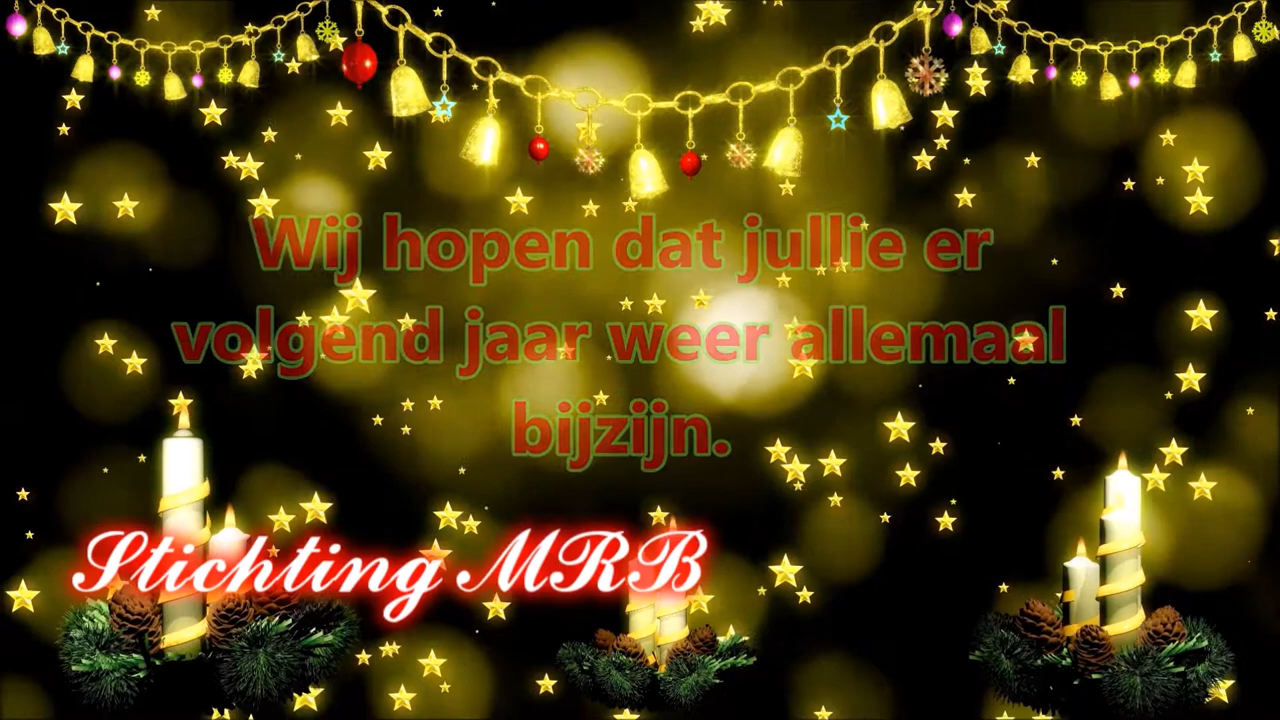 Wij hopen dat jullie er
volgend jaar weer allemaal
bijzijn.
Stichting MRB